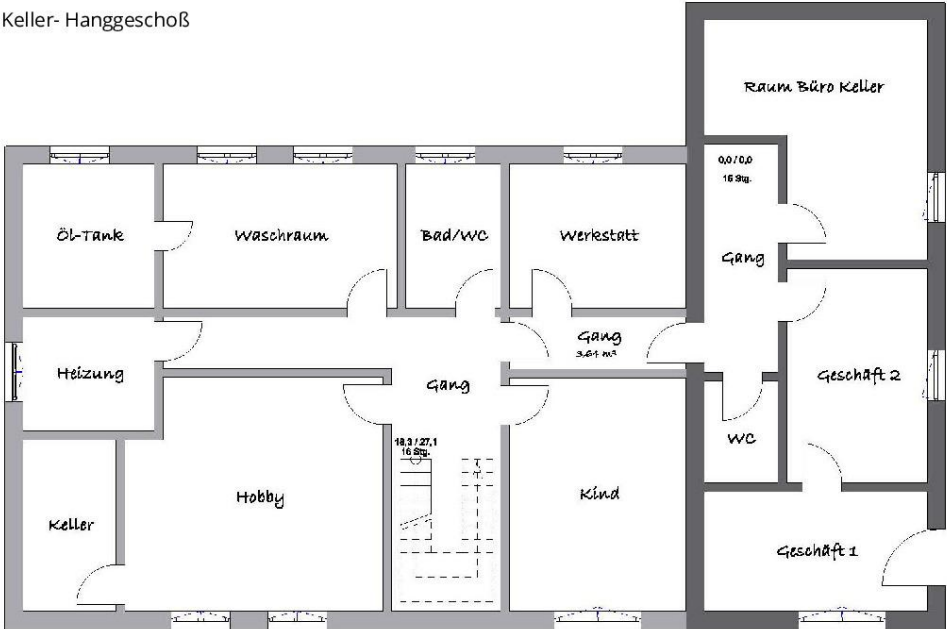 Keller- Hanggeschoß
Raum Büro Keller
0,0 / 0,0
16 Stg.
Öl-Tank
Waschraum
Bad/WC
Werkstatt
Gang
Gang
3.64 m²
Heizung
Gang
Geschäft 2
WC
18,3 / 27,1
16 Stg.
Hobby
Kind
Keller
Geschäft 1